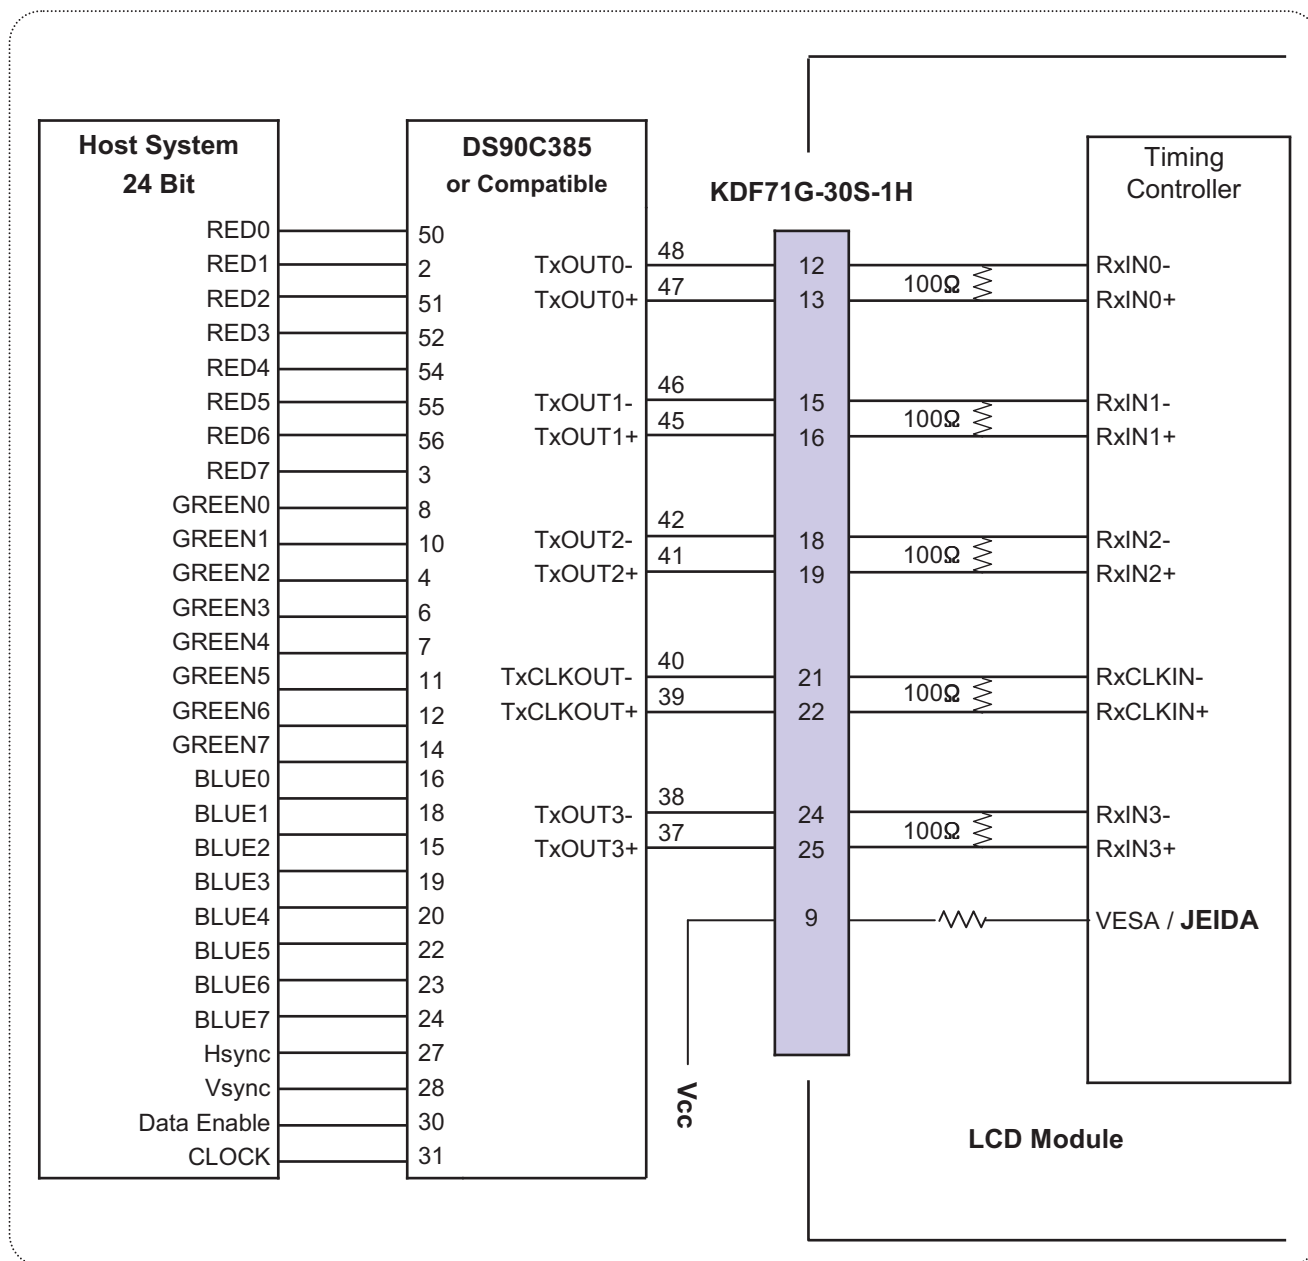 Host System
24 Bit
RED0
RED1
RED2
RED3
RED4
RED5
RED6
RED7
GREEN0
GREEN1
GREEN2
GREEN3
GREEN4
GREEN5
GREEN6
GREEN7
BLUE0
BLUE1
BLUE2
BLUE3
BLUE4
BLUE5
BLUE6
BLUE7
Hsync
Vsync
Data Enable
CLOCK
DS90C385
or Compatible
50
2
51
52
54
55
56
3
8
10
4
6
7
11
12
14
16
18
15
19
20
22
23
24
27
28
30
31
TxOUT0-
TxOUT0+
TxOUT1-
TxOUT1+
TxOUT2-
TxOUT2+
TxCLKOUT-
TxCLKOUT+
TxOUT3-
TxOUT3+
48
47
46
45
42
41
40
39
38
37
Vcc
KDF71G-30S-1H
12
13
15
16
18
19
21
22
24
25
9
100Ω
100Ω
100Ω
100Ω
100Ω
Timing
Controller
RxIN0-
RxIN0+
RxIN1-
RxIN1+
RxIN2-
RxIN2+
RxCLKIN-
RxCLKIN+
RxIN3-
RxIN3+
VESA / JEIDA
LCD Module